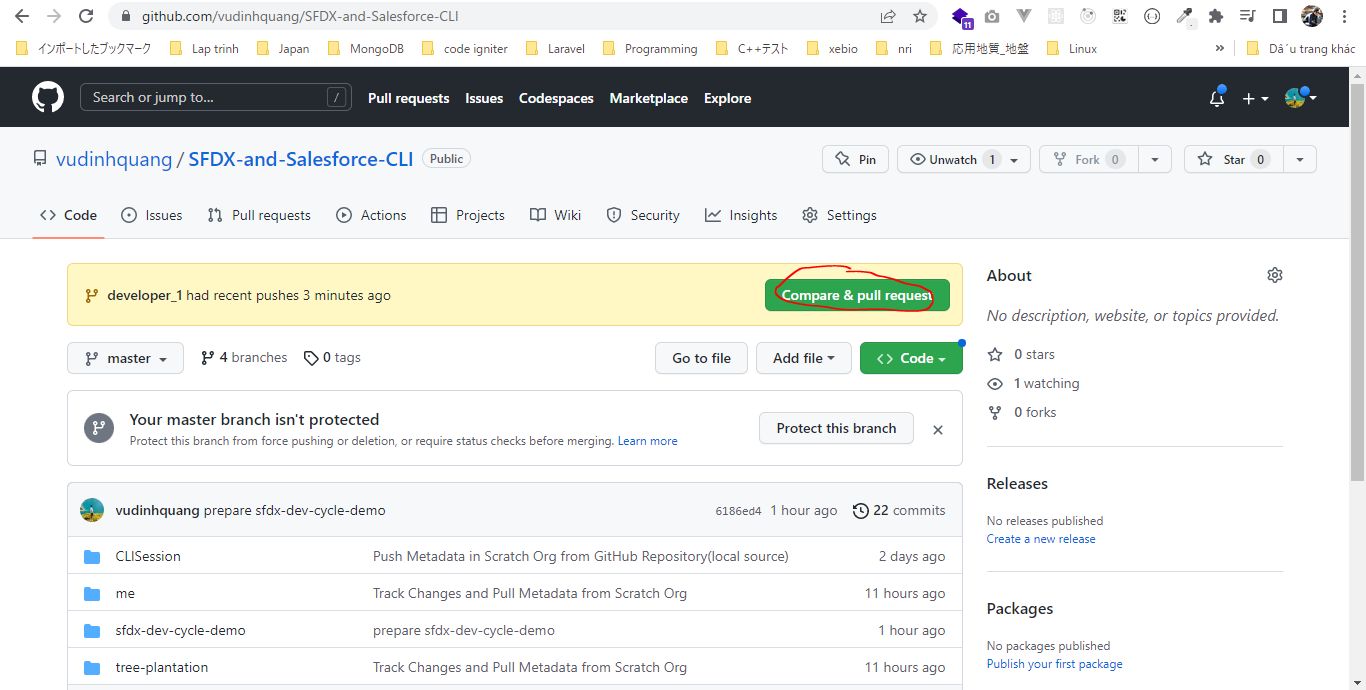 github.com/vudinhquang/SFDX-and-Salesforce-CLI
11
インポートしたブックマーク Lap trinh Japan MongoDB code igniter Laravel Programming C++テスト xebio nri 応用地質_地盤 Linux » Dấu trang khác
Search or jump to... / Pull requests Issues Codespaces Marketplace Explore
vudinhquang / SFDX-and-Salesforce-CLI Public Pin Unwatch 1 Fork 0 Star 0
Code Issues Pull requests Actions Projects Wiki Security Insights Settings
developer_1 had recent pushes 3 minutes ago Compare & pull request
master 4 branches 0 tags Go to file Add file Code
Your master branch isn't protected
Protect this branch from force pushing or deletion, or require status checks before merging. Learn more
Protect this branch
vudinhquang prepare sfdx-dev-cycle-demo 6186ed4 1 hour ago 22 commits
CLISession Push Metadata in Scratch Org from GitHub Repository(local source) 2 days ago
me Track Changes and Pull Metadata from Scratch Org 11 hours ago
sfdx-dev-cycle-demo prepare sfdx-dev-cycle-demo 1 hour ago
tree-plantation Track Changes and Pull Metadata from Scratch Org 11 hours ago
About
No description, website, or topics provided.
0 stars
1 watching
0 forks
Releases
No releases published
Create a new release
Packages
No packages published
Publish your first package